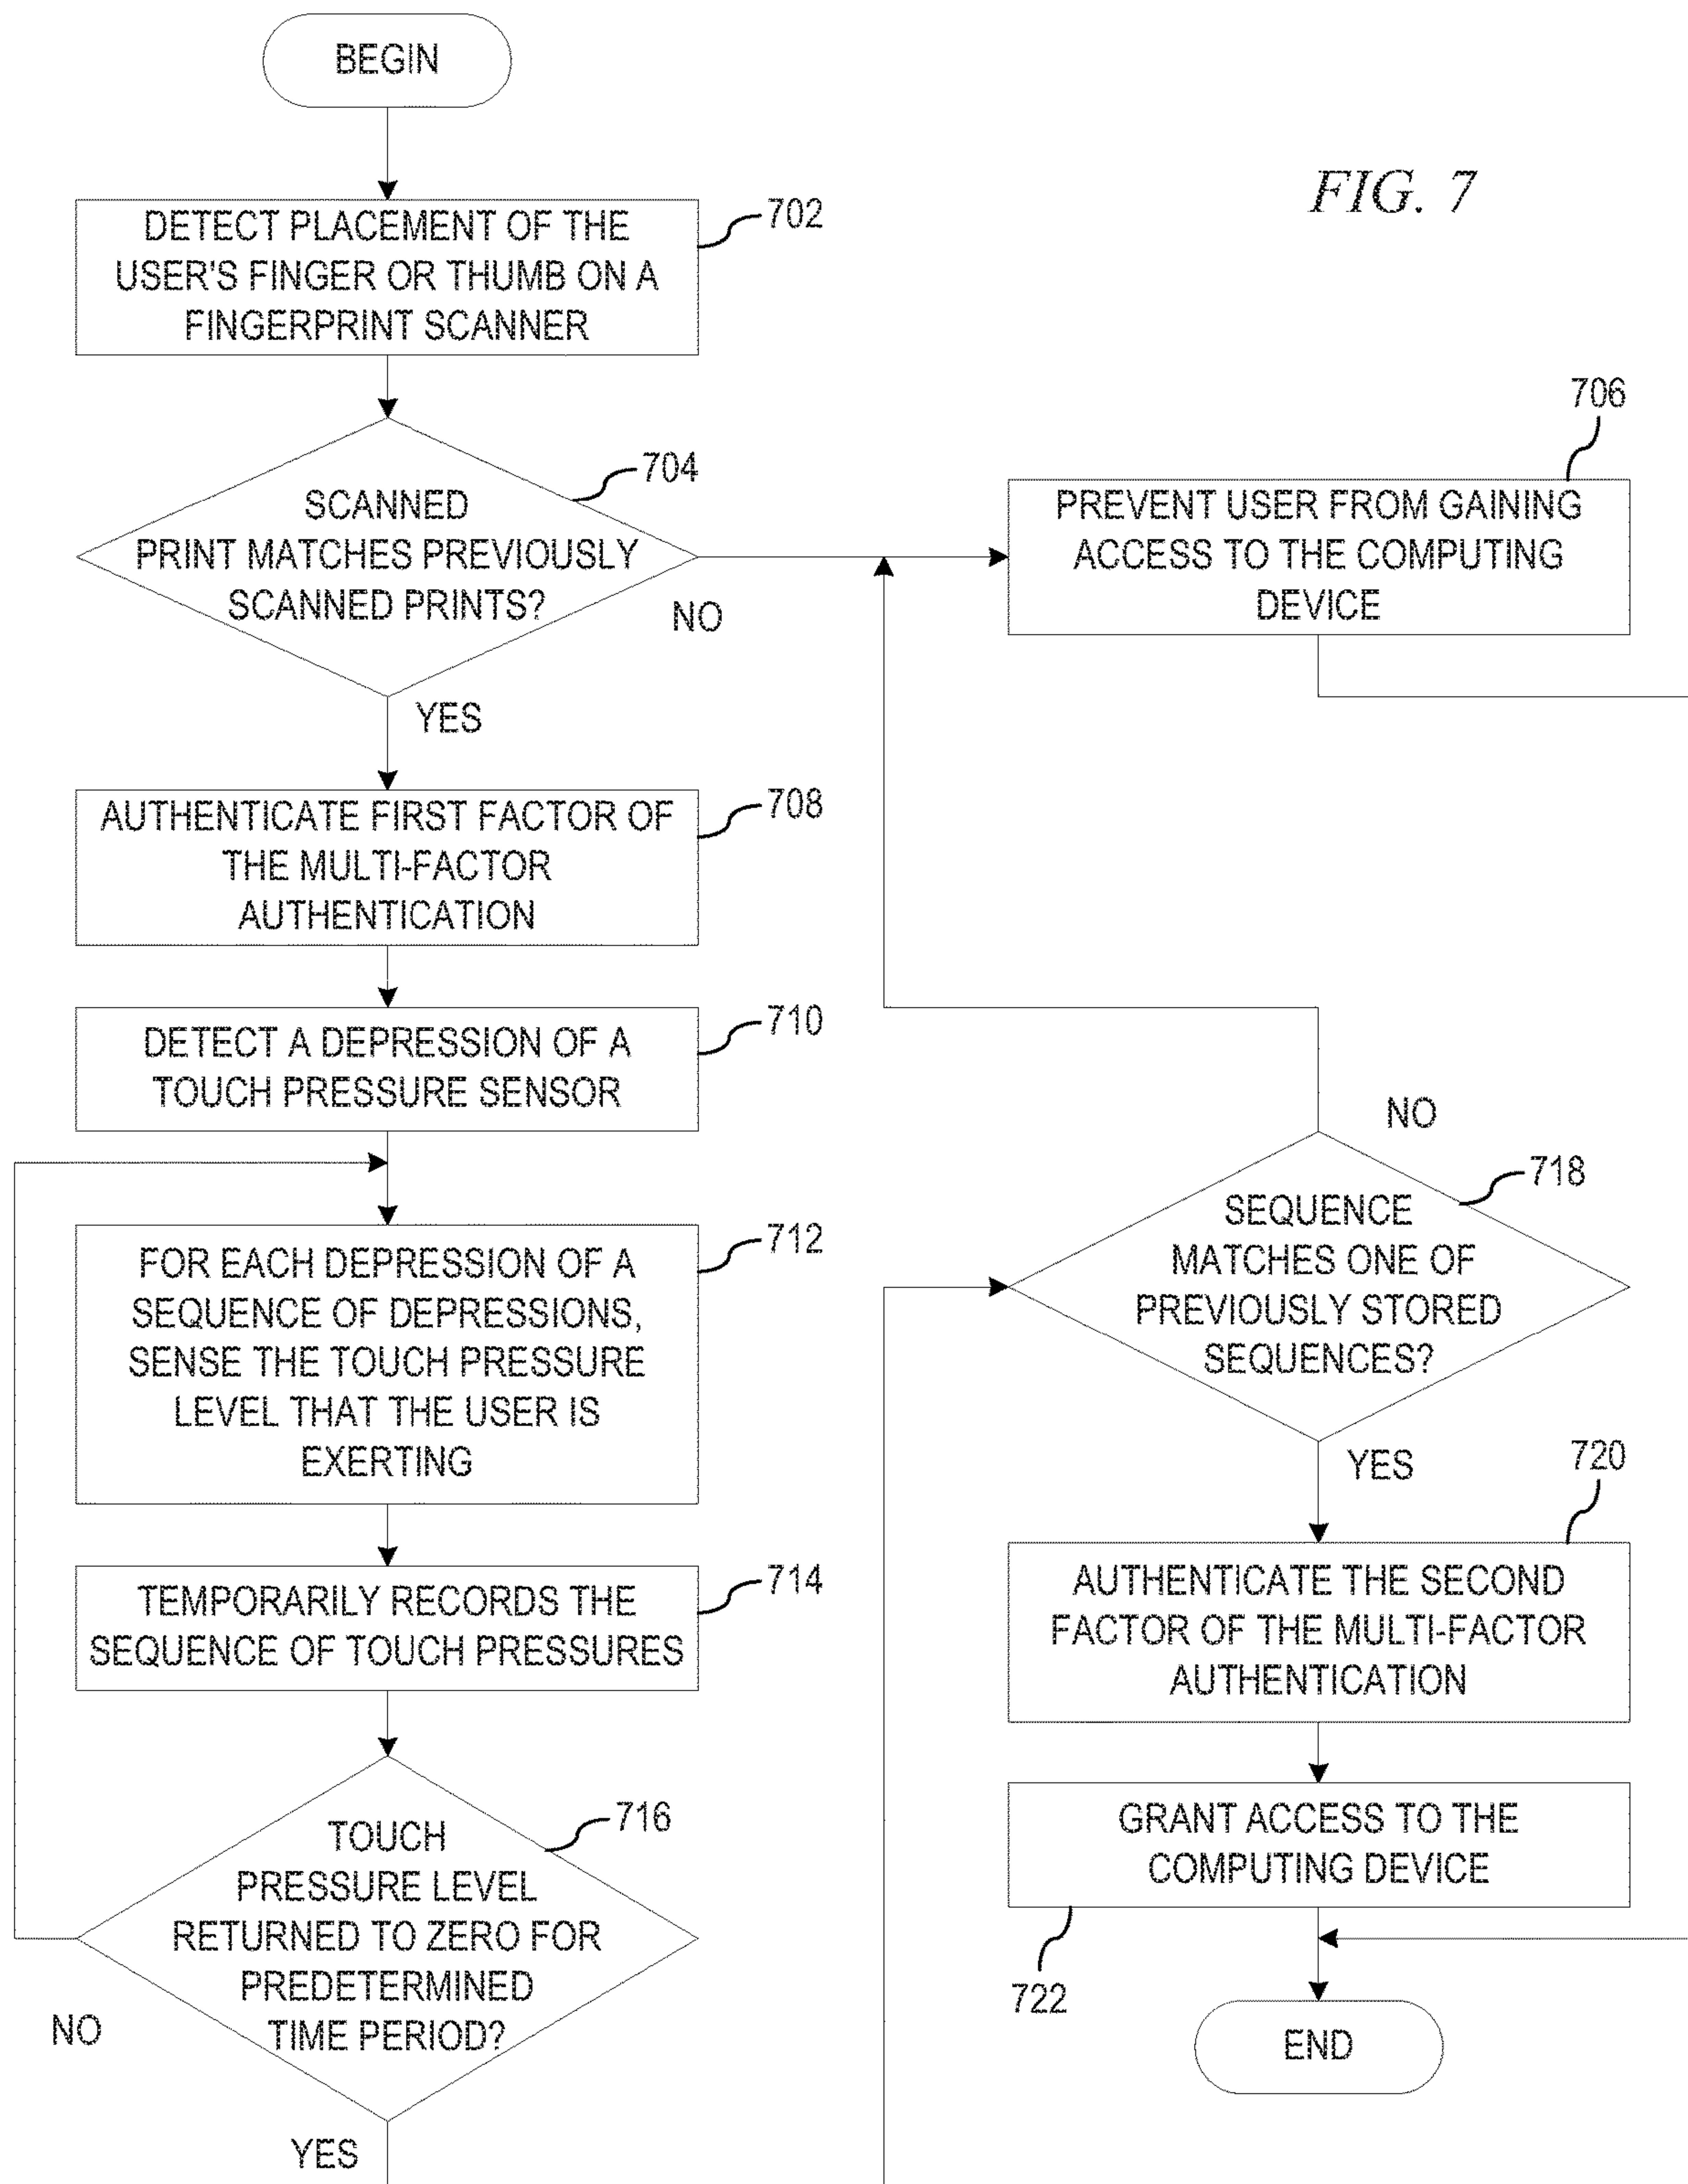 BEGIN
FIG. 7
702
DETECT PLACEMENT OF THE
USER'S FINGER OR THUMB ON A
FINGERPRINT SCANNER
704
SCANNED
PRINT MATCHES PREVIOUSLY
SCANNED PRINTS?
NO
YES
706
PREVENT USER FROM GAINING
ACCESS TO THE COMPUTING
DEVICE
708
AUTHENTICATE FIRST FACTOR OF
THE MULTI-FACTOR
AUTHENTICATION
710
DETECT A DEPRESSION OF A
TOUCH PRESSURE SENSOR
712
FOR EACH DEPRESSION OF A
SEQUENCE OF DEPRESSIONS,
SENSE THE TOUCH PRESSURE
LEVEL THAT THE USER IS
EXERTING
714
TEMPORARILY RECORDS THE
SEQUENCE OF TOUCH PRESSURES
716
TOUCH
PRESSURE LEVEL
RETURNED TO ZERO FOR
PREDETERMINED
TIME PERIOD?
NO
YES
NO
718
SEQUENCE
MATCHES ONE OF
PREVIOUSLY STORED
SEQUENCES?
YES
720
AUTHENTICATE THE SECOND
FACTOR OF THE MULTI-FACTOR
AUTHENTICATION
GRANT ACCESS TO THE
COMPUTING DEVICE
722
END